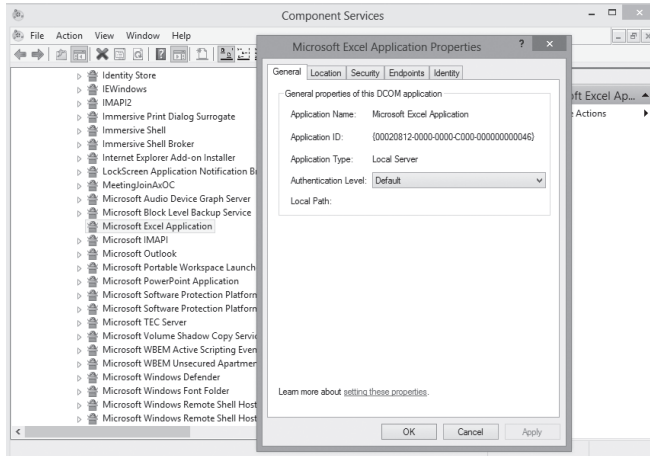 Component Services
File Action View Window Help
Identity Store
IEWindows
IMAPI2
Immersive Print Dialog Surrogate
Immersive Shell
Immersive Shell Broker
Internet Explorer Add-on Installer
LockScreen Application Notification B
MeetingJoinAxOC
Microsoft Audio Device Graph Server
Microsoft Block Level Backup Service
Microsoft Excel Application
Microsoft IMAPI
Microsoft Outlook
Microsoft Portable Workspace Launch
Microsoft PowerPoint Application
Microsoft Software Protection Platforn
Microsoft Software Protection Platforn
Microsoft TEC Server
Microsoft Volume Shadow Copy Servic
Microsoft WBEM Active Scripting Even
Microsoft WBEM Unsecured Apartmer
Microsoft Windows Defender
Microsoft Windows Font Folder
Microsoft Windows Remote Shell Host
Microsoft Windows Remote Shell Host
Microsoft Excel Application Properties
General Location Security Endpoints Identity
General properties of this DCOM application
Application Name: Microsoft Excel Application
Application ID: {00020812-0000-0000-C000-000000000046}
Application Type: Local Server
Authentication Level: Default
Local Path:
Learn more about setting these properties.
OK Cancel Apply
oft Excel Ap...
Actions